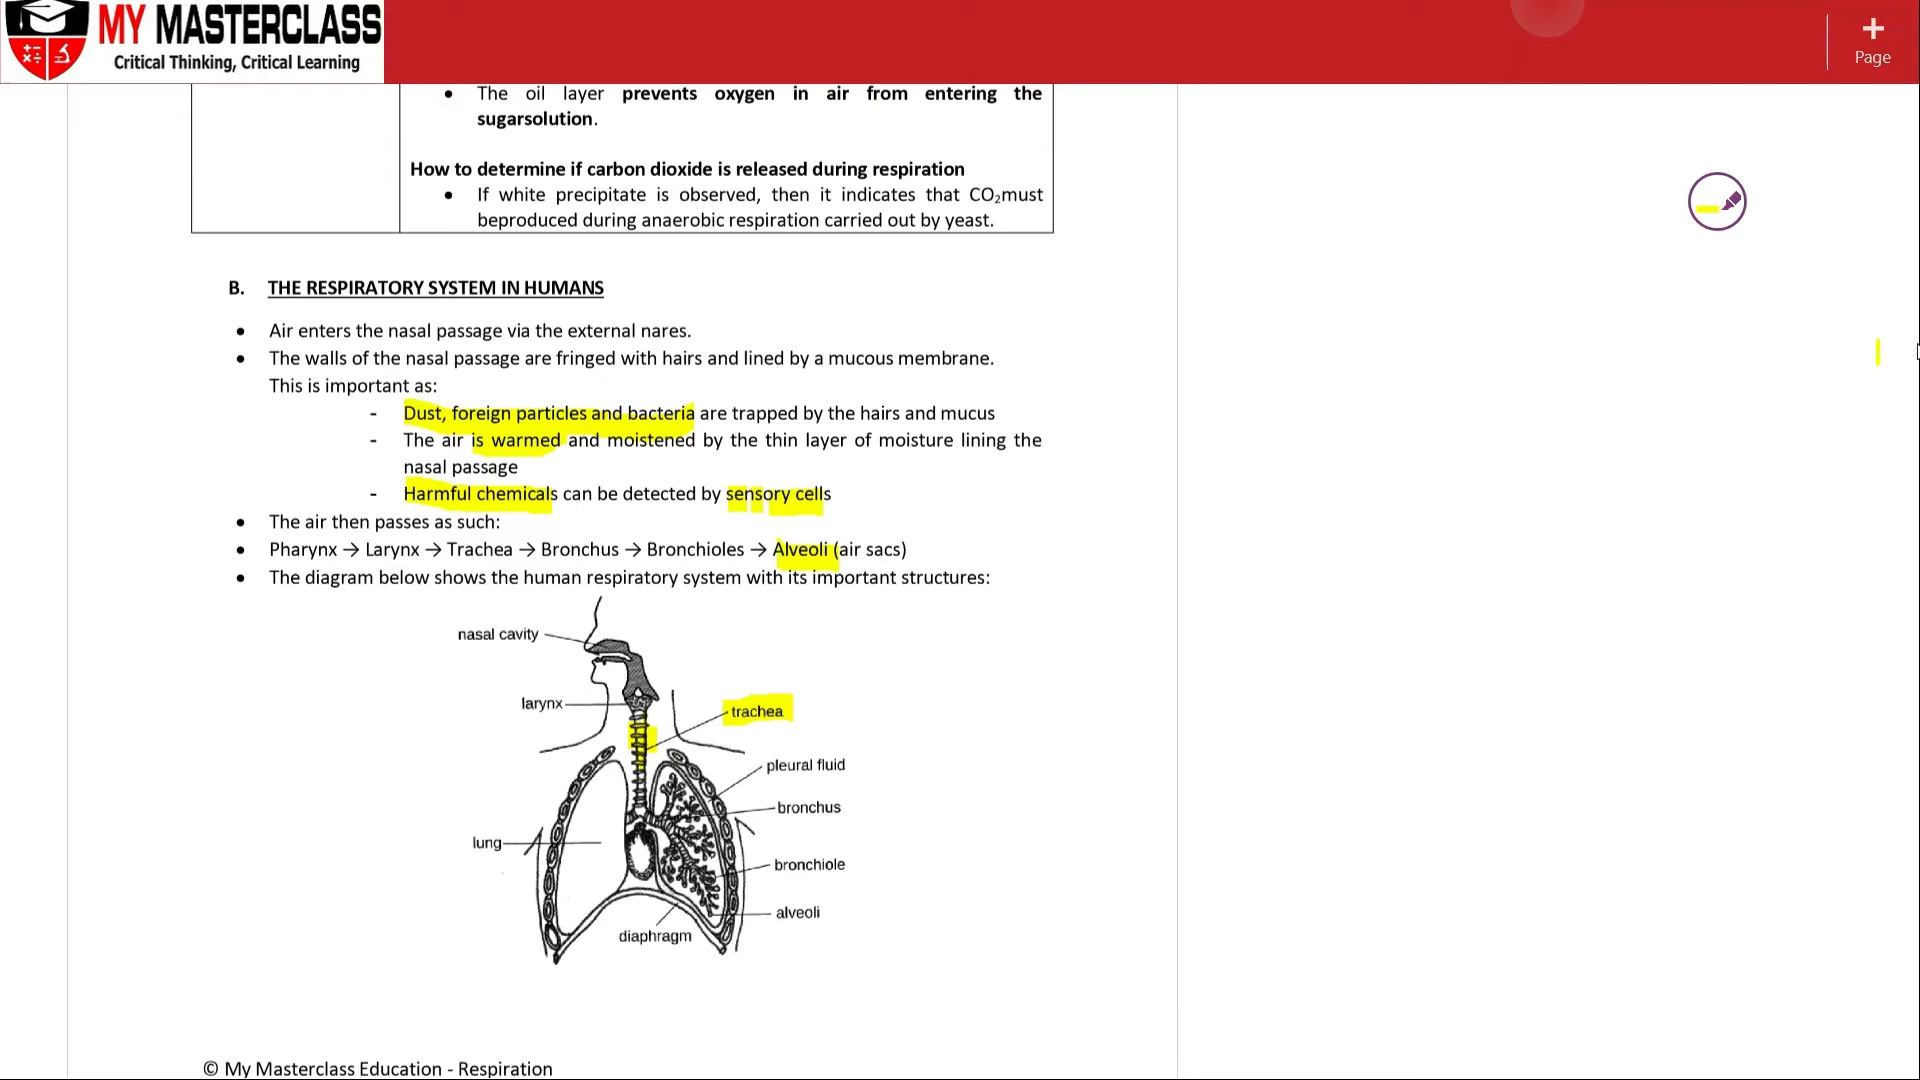 MY MASTERCLASS
Critical Thinking, Critical Learning
+
Page
• The oil layer prevents oxygen in air from entering the
sugarsolution.
How to determine if carbon dioxide is released during respiration
• If white precipitate is observed, then it indicates that CO₂must
beproduced during anaerobic respiration carried out by yeast.
B. THE RESPIRATORY SYSTEM IN HUMANS
• Air enters the nasal passage via the external nares.
• The walls of the nasal passage are fringed with hairs and lined by a mucous membrane.
This is important as:
- Dust, foreign particles and bacteria are trapped by the hairs and mucus
- The air is warmed and moistened by the thin layer of moisture lining the
nasal passage
- Harmful chemicals can be detected by sensory cells
• The air then passes as such:
• Pharynx → Larynx → Trachea → Bronchus → Bronchioles → Alveoli (air sacs)
• The diagram below shows the human respiratory system with its important structures:
nasal cavity
larynx
trachea
pleural fluid
bronchus
lung
bronchiole
alveoli
diaphragm
© My Masterclass Education - Respiration